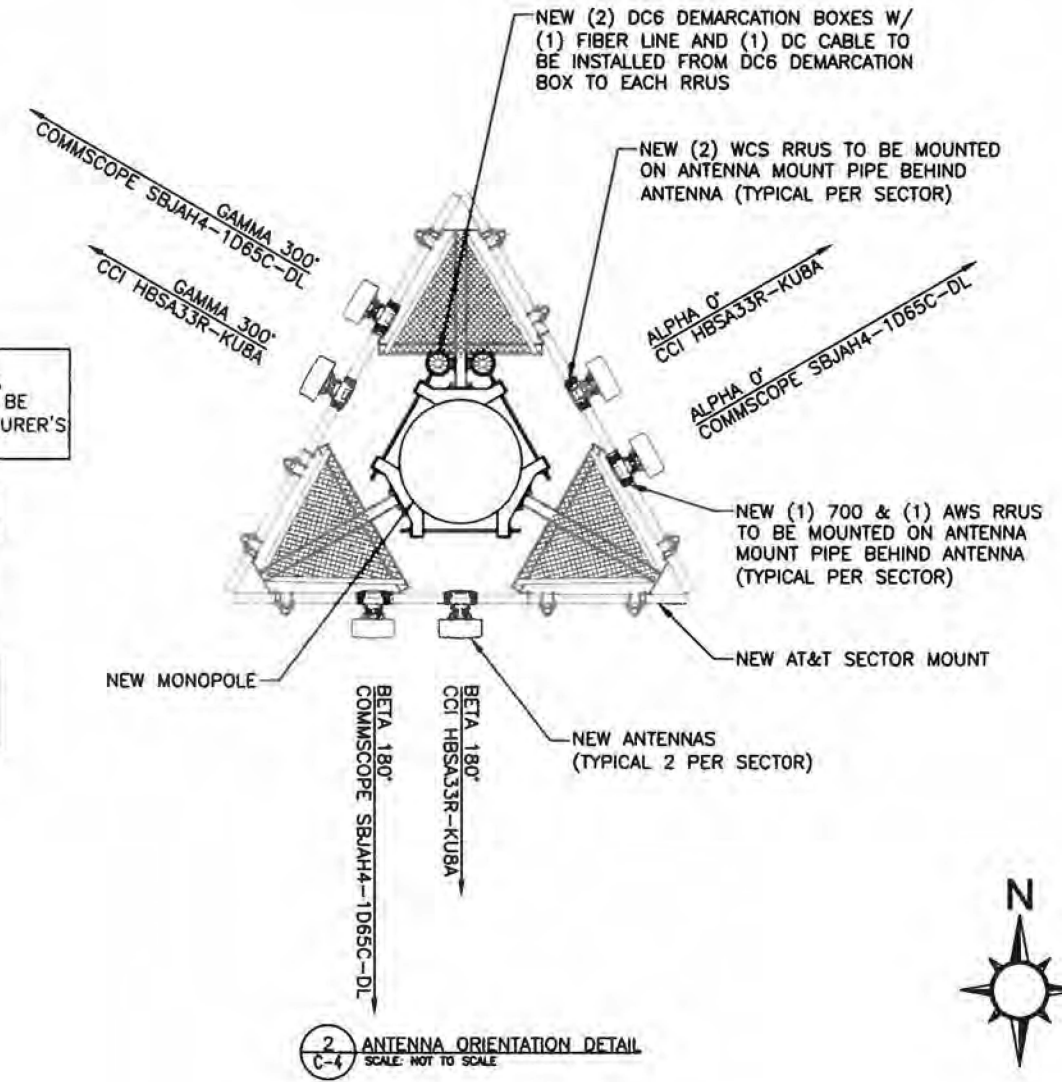 NEW (2) DC6 DEMARCATION BOXES W/
(1) FIBER LINE AND (1) DC CABLE TO
BE INSTALLED FROM DC6 DEMARCATION
BOX TO EACH RRUS
NEW (2) WCS RRUS TO BE MOUNTED
ON ANTENNA MOUNT PIPE BEHIND
ANTENNA (TYPICAL PER SECTOR)
GAMMA 300°
COMMSCOPE SBJAH4-1D65C-DL
GAMMA 300°
CCI HBSA33R-KU8A
ALPHA 0°
CCI HBSA33R-KU8A
ALPHA 0°
COMMSCOPE SBJAH4-1D65C-DL
BE
URER'S
NEW (1) 700 & (1) AWS RRUS
TO BE MOUNTED ON ANTENNA
MOUNT PIPE BEHIND ANTENNA
(TYPICAL PER SECTOR)
NEW AT&T SECTOR MOUNT
NEW MONOPOLE
NEW ANTENNAS
(TYPICAL 2 PER SECTOR)
BETA 180°
CCI HBSA33R-KU8A
BETA 180°
COMMSCOPE SBJAH4-1D65C-DL
N
2
C-4
ANTENNA ORIENTATION DETAIL
SCALE: NOT TO SCALE